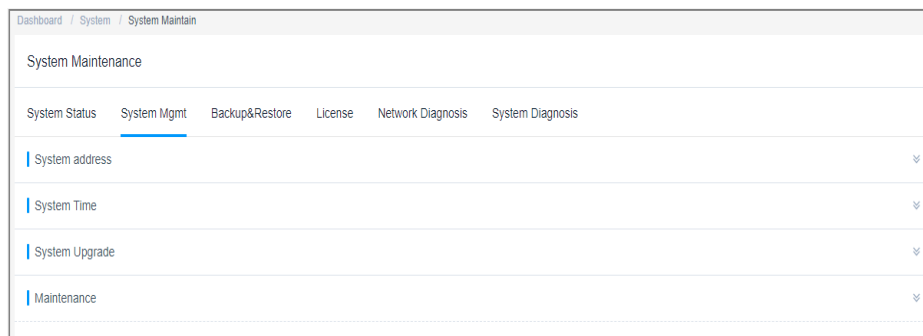 Dashboard / System / System Maintain
System Maintenance
System Status System Mgmt Backup&Restore License Network Diagnosis System Diagnosis
System address
System Time
System Upgrade
Maintenance